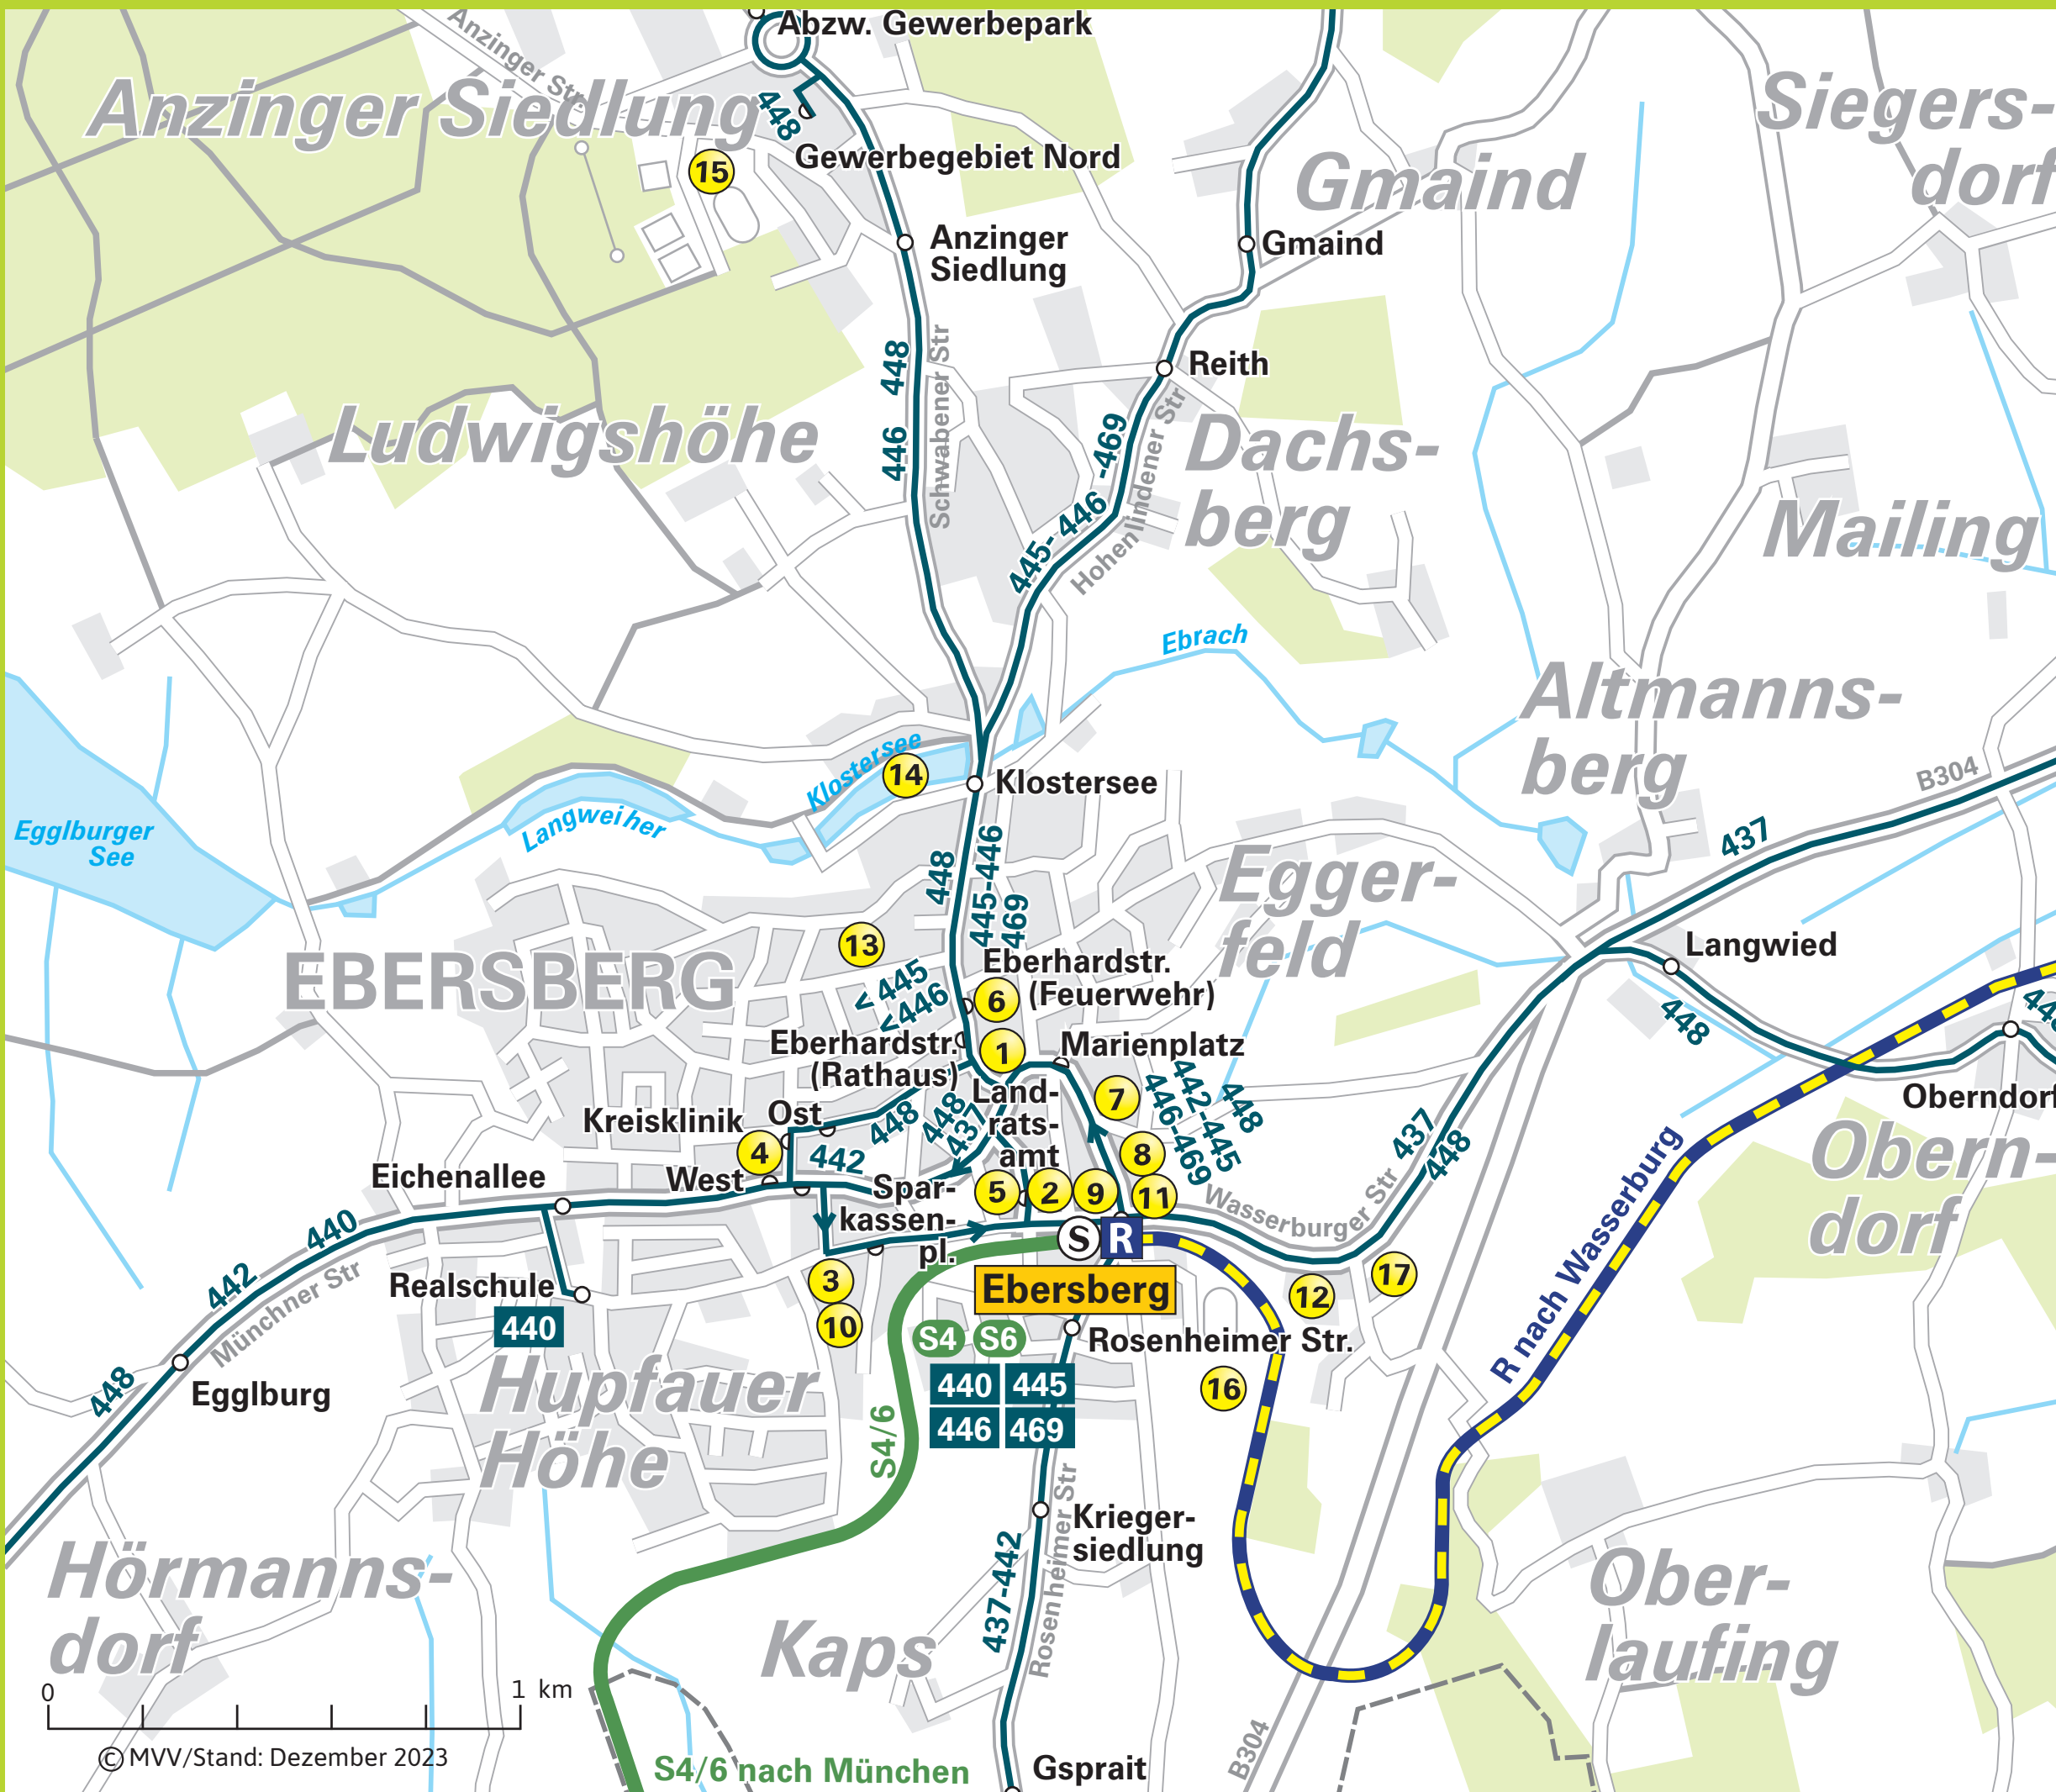 Abzw. Gewerbepark
Anzinger Str.
Anzinger Siedlung
448
Gewerbegebiet Nord
15
Siegers-
dorf
Gmaind
Gmaind
Anzinger
Siedlung
448
446
Schwabener Str
Reith
Ludwigshöhe
445- 446 -469
Hohenlindener Str
Dachs-
berg
Mailing
Ebrach
Altmanns-
berg
B304
Klostersee
14
Klostersee
Langweiher
Egglburger
See
437
448
445-446
469
Egger-
feld
EBERSBERG
13
< 445
<446
Eberhardstr.
(Feuerwehr)
6
Langwied
448
448
Eberhardstr.
(Rathaus)
1
Marienplatz
Oberndorf
Kreisklinik
Ost
448
448
437
Land-
rats-
amt
7
446-469
442-445
448
437
448
Obern-
dorf
4
442
8
Eichenallee
West
Spar-
kassen-
pl.
5
2
9
11
Wasserburger Str
440
442
Münchner Str
S
R
R nach Wasserburg
Realschule
440
3
10
Ebersberg
12
17
S4
S6
Rosenheimer Str.
448
Egglburg
Hupfauer
Höhe
440
445
446
469
16
S4/6
Krieger-
siedlung
437-442
Rosenheimer Str
Hörmanns-
dorf
Kaps
Ober-
laufing
0
1 km
© MVV/Stand: Dezember 2023
S4/6 nach München
Gsprait
B304